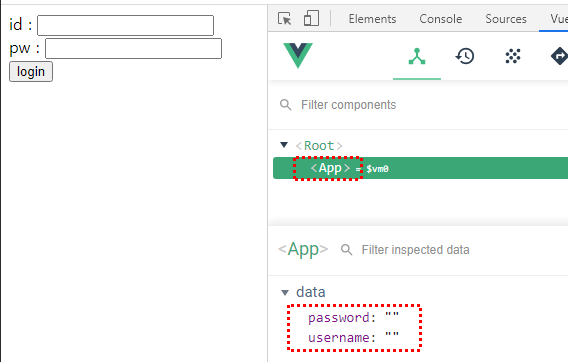 id :
pw :
login
Elements Console Sources Vue
Filter components
<Root>
<App> = $vm0
<App> Filter inspected data
data
password: ""
username: ""